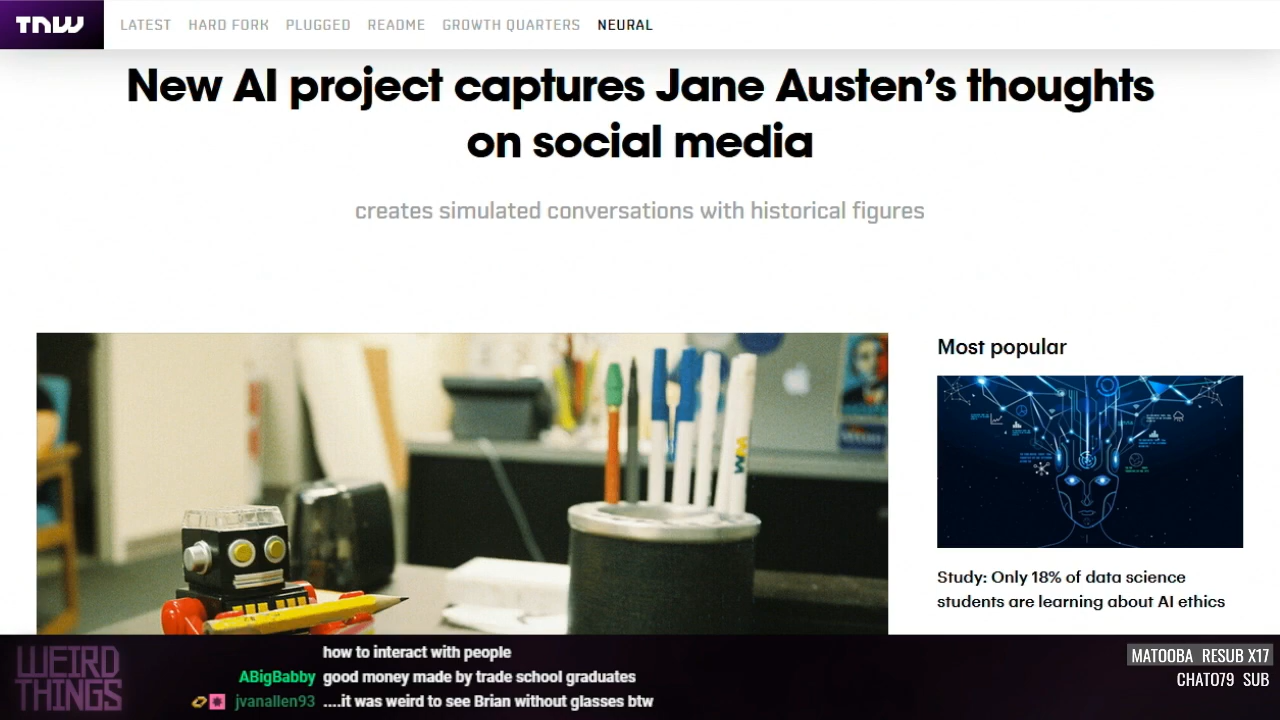 TNW LATEST HARD FORK PLUGGED README GROWTH QUARTERS NEURAL
New AI project captures Jane Austen’s thoughts
on social media
creates simulated conversations with historical figures
Most popular
Study: Only 18% of data science
students are learning about AI ethics
WEIRD
THINGS
how to interact with people
ABigBabby good money made by trade school graduates
jvanallen93 ....it was weird to see Brian without glasses btw
MATOOBA RESUB X17
CHATO79 SUB